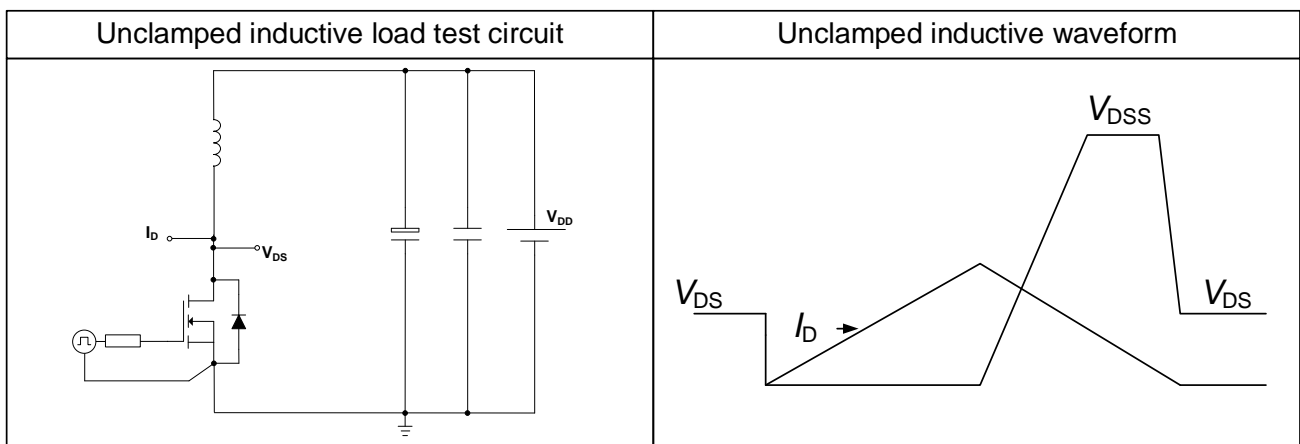 Unclamped inductive load test circuit
Unclamped inductive waveform
VDD
ID
VDS
VDSS
VDS
ID
VDS